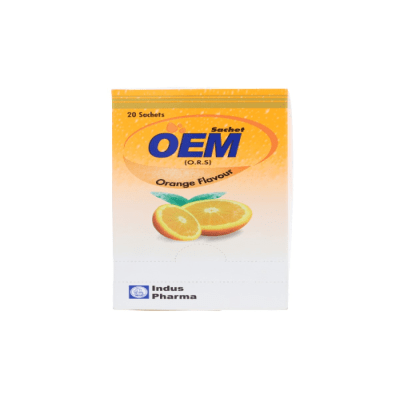 20 Sachets
Sachet
OEM
(O.R.S)
Orange Flavour
Indus
Pharma